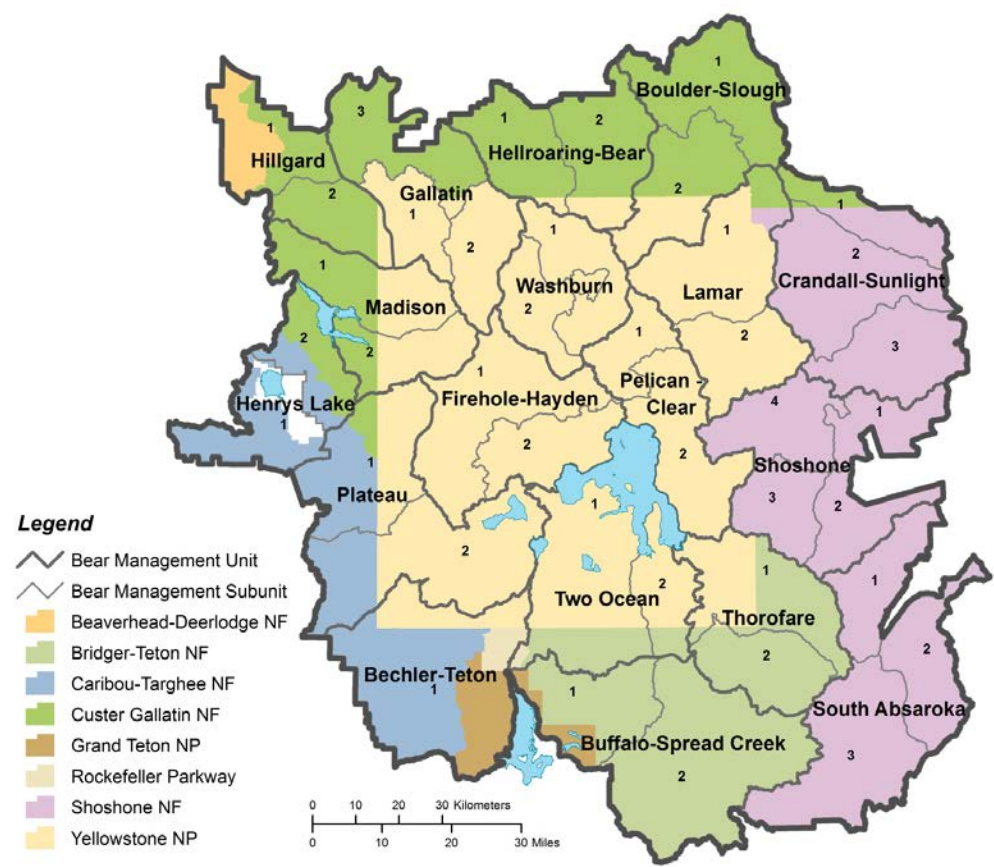 1
Boulder-Slough
3
1
2
1
Hillgard
Hellroaring-Bear
2
Gallatin
2
1
1
1
2
1
2
2
1
Washburn
Crandall-Sunlight
Madison
2
Lamar
2
2
1
2
3
1
Pelican -
Clear
Henrys Lake
1
Firehole-Hayden
4
1
2
2
1
Shoshone
Plateau
1
3
2
2
Legend
Bear Management Unit
Bear Management Subunit
Beaverhead-Deerlodge NF
Bridger-Teton NF
Caribou-Targhee NF
Custer Gallatin NF
Grand Teton NP
Rockefeller Parkway
Shoshone NF
Yellowstone NP
2
1
1
Two Ocean
Thorofare
2
2
Bechler-Teton
1
1
South Absaroka
Buffalo-Spread Creek
2
3
0 10 20 30 Kilometers
0 10 20 30 Miles